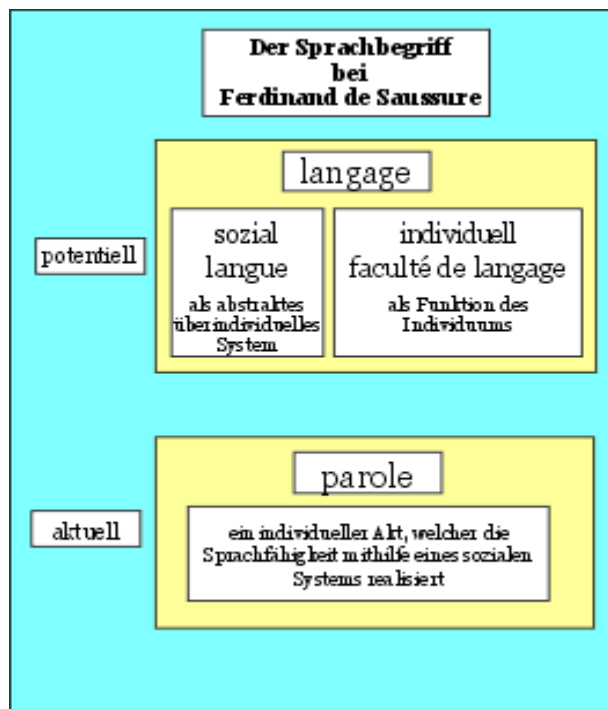 Der Sprachbegriff
bei
Ferdinand de Saussure
langage
potentiell
sozial
langue
als abstraktes
überindividuelles
System
individuell
faculté de langage
als Funktion des
Individuums
parole
aktuell
ein individueller Akt, welcher die
Sprachfähigkeit mithilfe eines sozialen
Systems realisiert